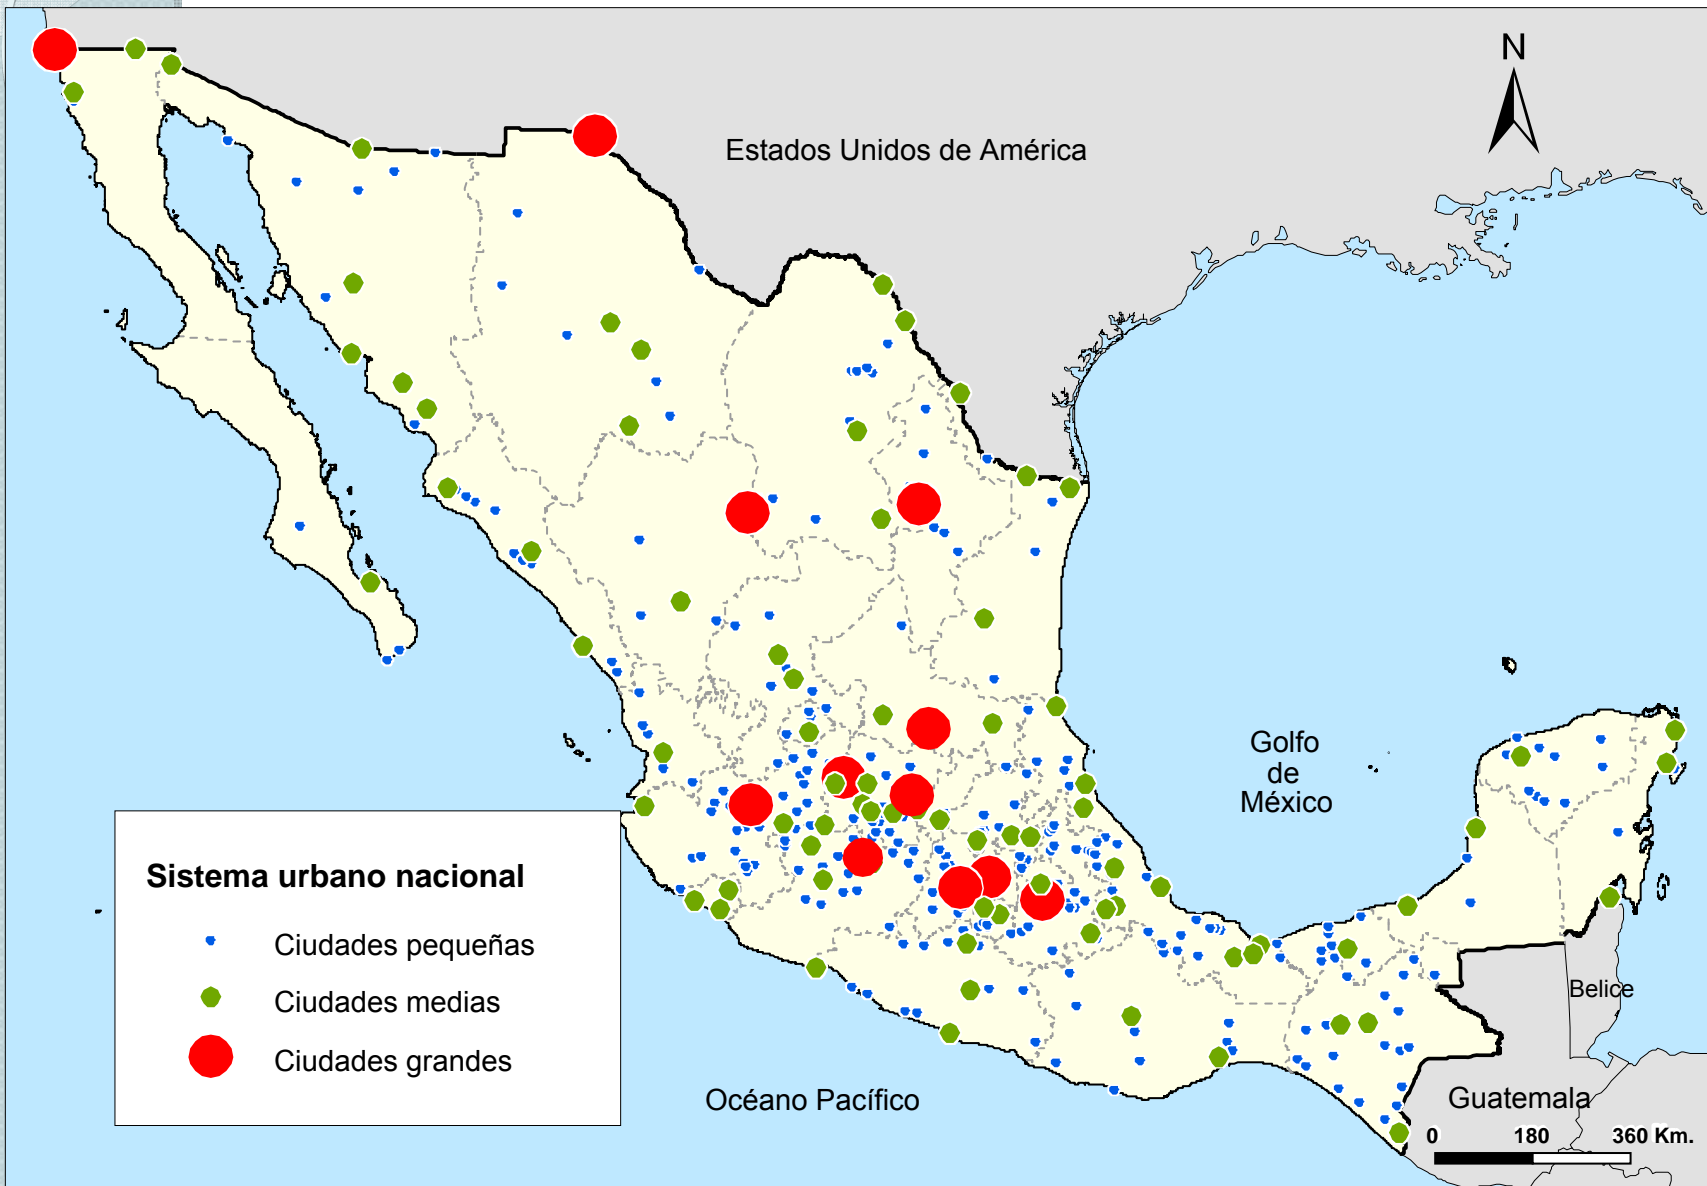 N
Estados Unidos de América
Golfo
de
México
Sistema urbano nacional
Ciudades pequeñas
Ciudades medias
Ciudades grandes
Belice
Océano Pacífico
Guatemala
0 180 360 Km.